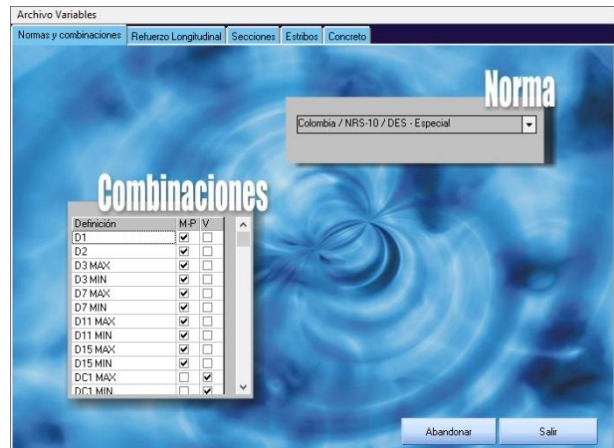 Archivo Variables
Normas y combinaciones Refuerzo Longitudinal Secciones Estribos Concreto
Norma
Colombia / NRS-10 / DES - Especial
Combinaciones
Definición M-P V
D1
D2
D3 MAX
D3 MIN
D7 MAX
D7 MIN
D11 MAX
D11 MIN
D15 MAX
D15 MIN
DC1 MAX
DC1 MIN
Abandonar Salir